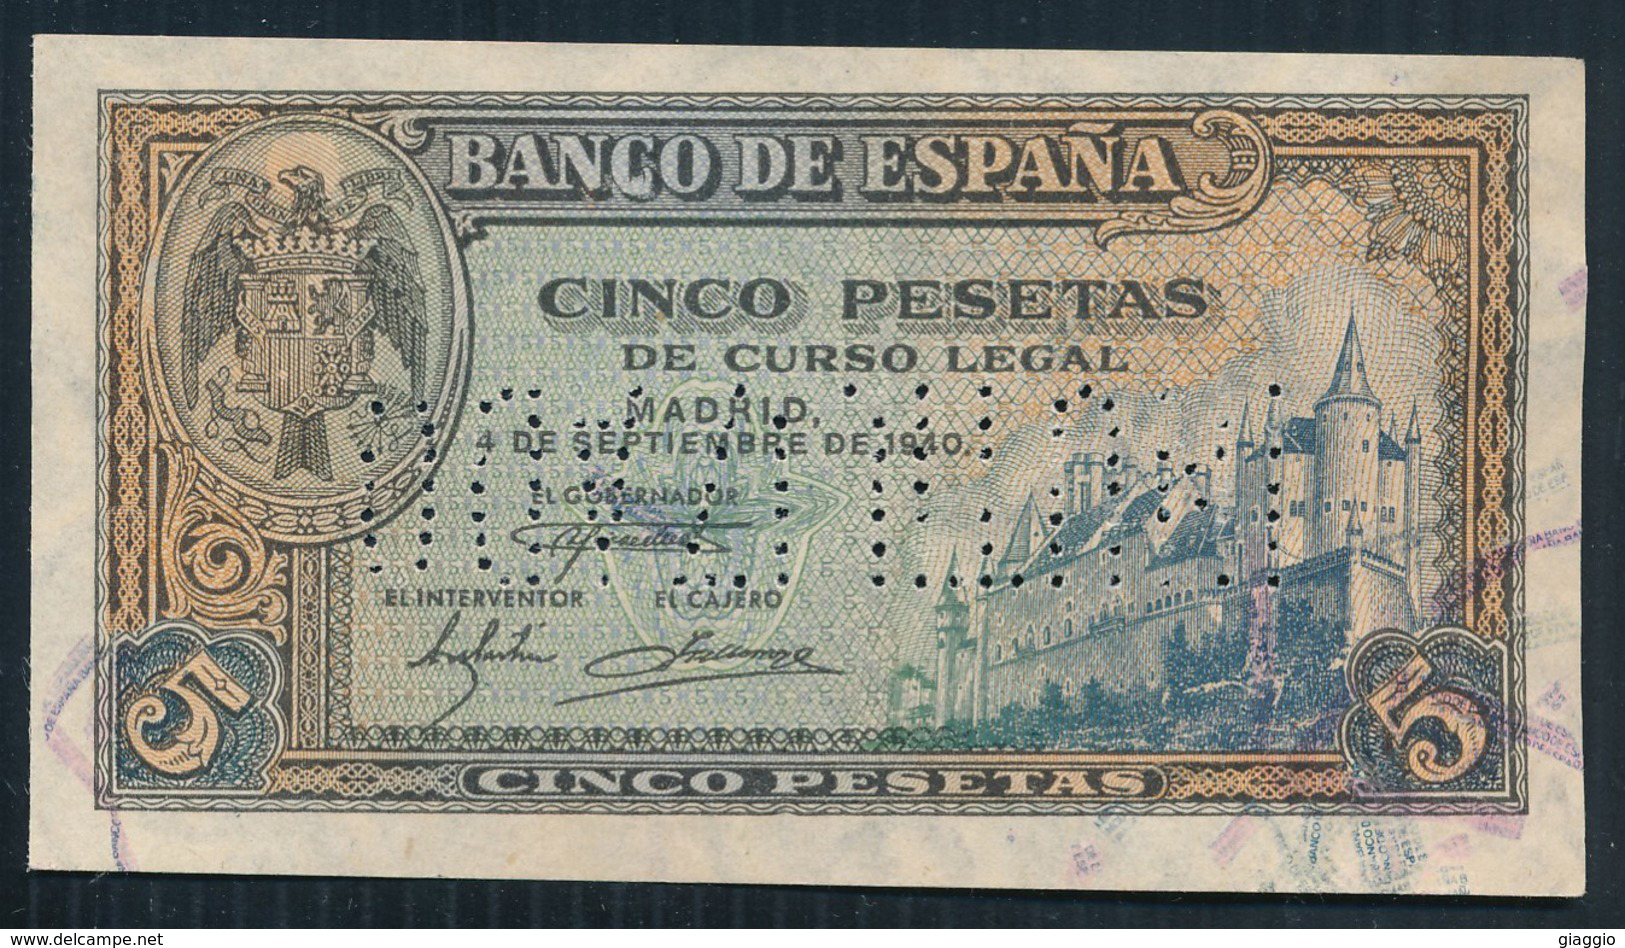 BANCO DE ESPAÑA
CINCO PESETAS
DE CURSO LEGAL
MADRID,
4 DE SEPTIEMBRE DE 1940.
EL GOBERNADOR
EL INTERVENTOR EL CAJERO
5 5
CINCO PESETAS
http://www.delcampe.net giaggio